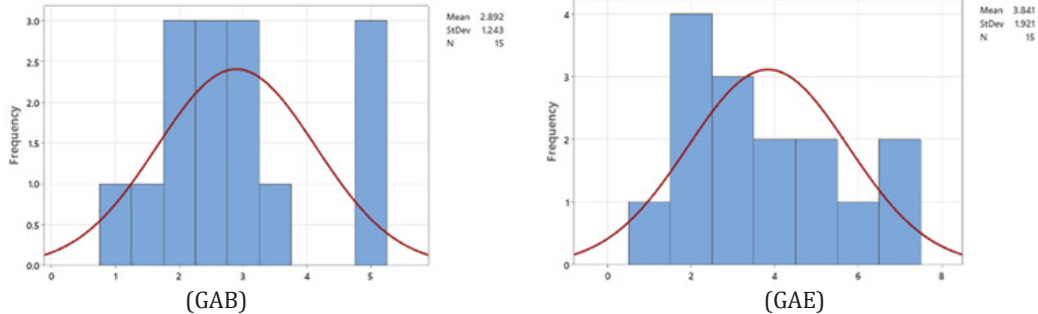 Mean 2.892
StDev 1.243
N 15
Frequency
3.0
2.5
2.0
1.5
1.0
0.5
0.0
0 1 2 3 4 5
(GAB)
Mean 3.841
StDev 1.921
N 15
Frequency
4
3
2
1
0
0 2 4 6 8
(GAE)